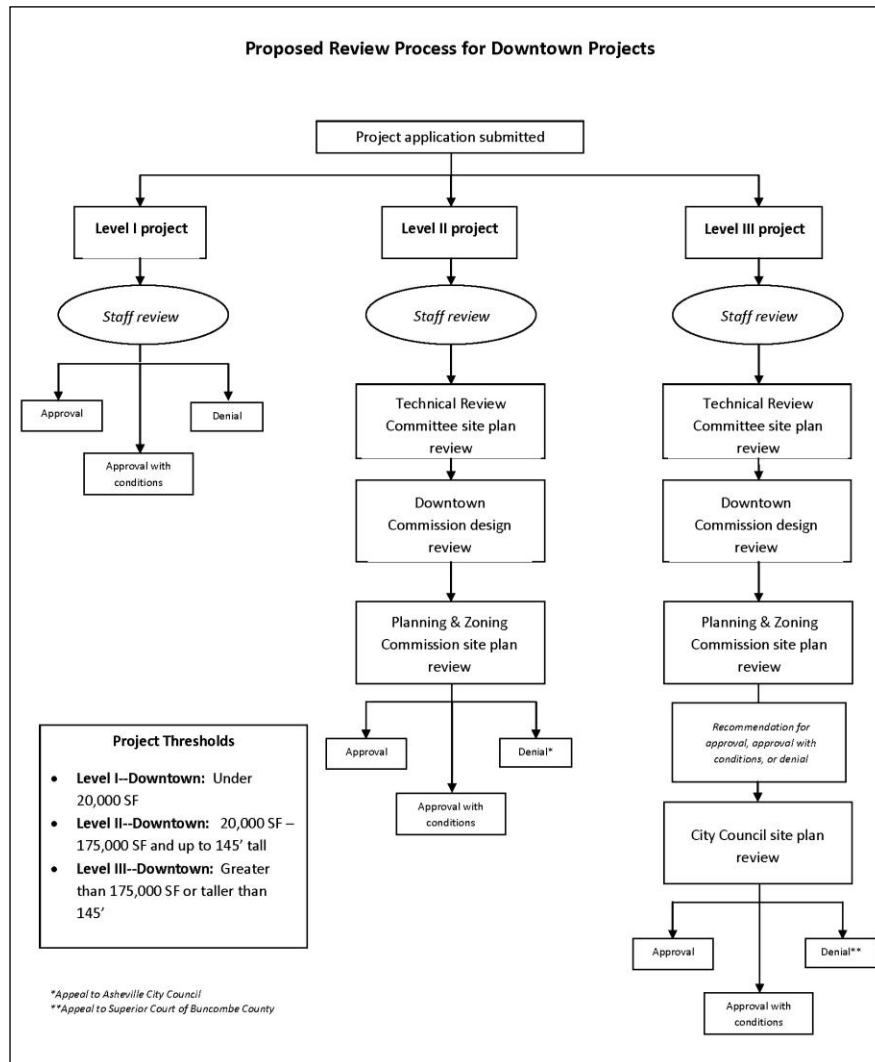 Proposed Review Process for Downtown Projects
Project application submitted
Level I project
Level II project
Level III project
Staff review
Staff review
Staff review
Approval
Denial
Approval with
conditions
Technical Review
Committee site plan
review
Technical Review
Committee site plan
review
Downtown
Commission design
review
Downtown
Commission design
review
Planning & Zoning
Commission site plan
review
Planning & Zoning
Commission site plan
review
Approval
Denial*
Approval with
conditions
Recommendation for
approval, approval with
conditions, or denial
City Council site plan
review
Approval
Denial**
Approval with
conditions
Project Thresholds
• Level I--Downtown: Under
20,000 SF
• Level II--Downtown: 20,000 SF –
175,000 SF and up to 145’ tall
• Level III--Downtown: Greater
than 175,000 SF or taller than
145’
*Appeal to Asheville City Council
**Appeal to Superior Court of Buncombe County